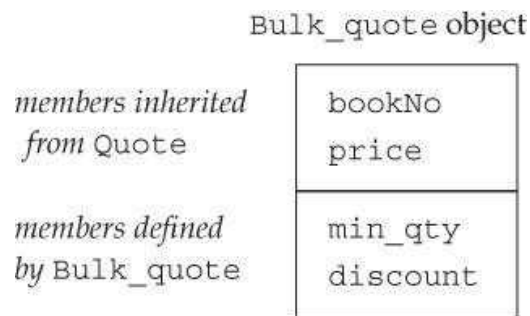 Bulk_quote object
members inherited
from Quote
bookNo
price
members defined
by Bulk_quote
min_qty
discount